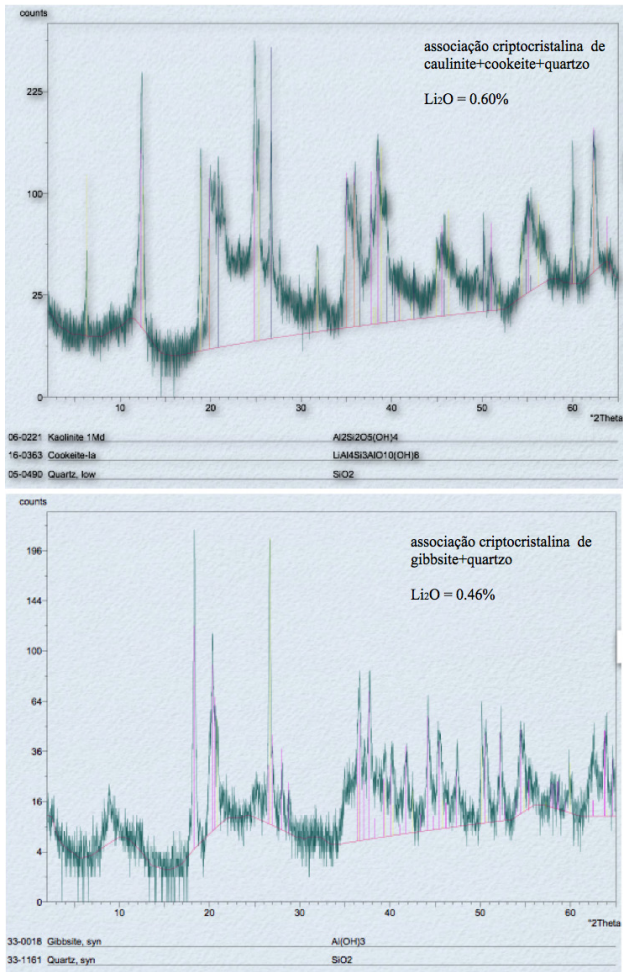 counts
associação criptocristalina de
caulinite+cookeite+quartzo
Li₂O = 0.60%
225
100
25
0
10 20 30 40 50 60
°2Theta
06-0221 Kaolinite 1Md Al2Si2O5(OH)4
16-0363 Cookeite-Ia LiAl4Si3AlO10(OH)8
05-0490 Quartz, low SiO2
counts
associação criptocristalina de
gibbsite+quartzo
Li₂O = 0.46%
196
144
100
64
36
16
4
0
10 20 30 40 50 60
°2Theta
33-0018 Gibbsite, syn Al(OH)3
33-1161 Quartz, syn SiO2